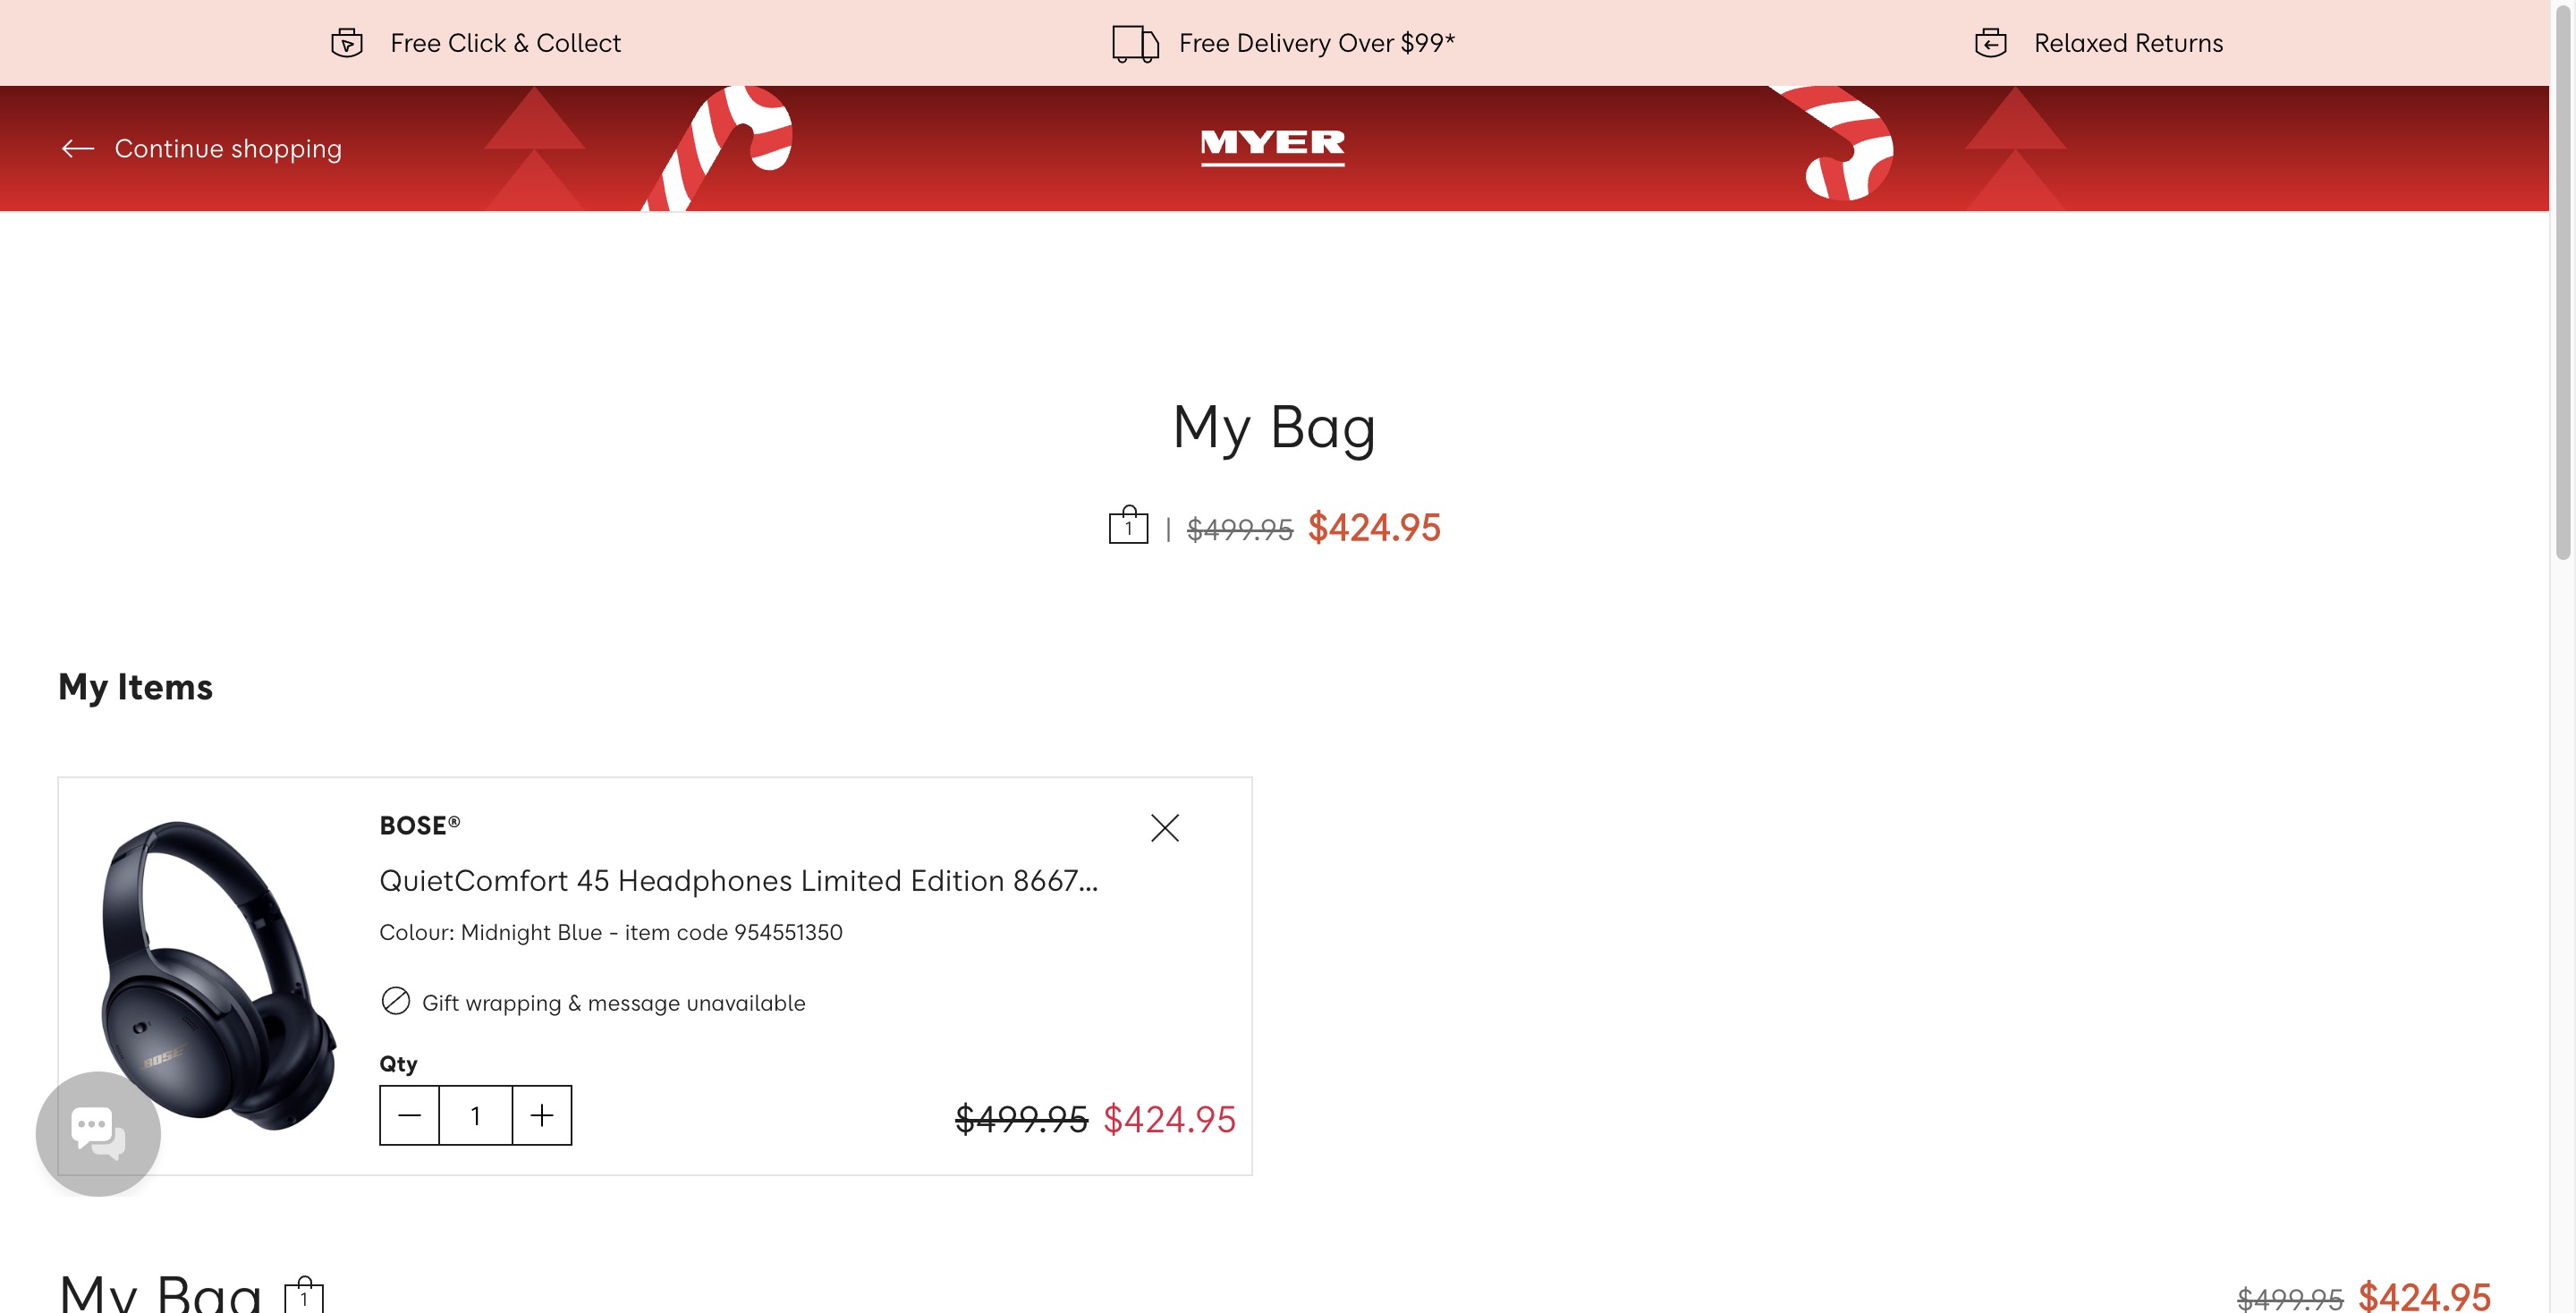 Free Click & Collect
Free Delivery Over $99*
Relaxed Returns
Continue shopping
MYER
My Bag
1 | $499.95 $424.95
My Items
BOSE®
QuietComfort 45 Headphones Limited Edition 8667...
Colour: Midnight Blue - item code 954551350
Gift wrapping & message unavailable
BOSE
Qty
1
$499.95 $424.95
My Bag 1
$499.95 $424.95